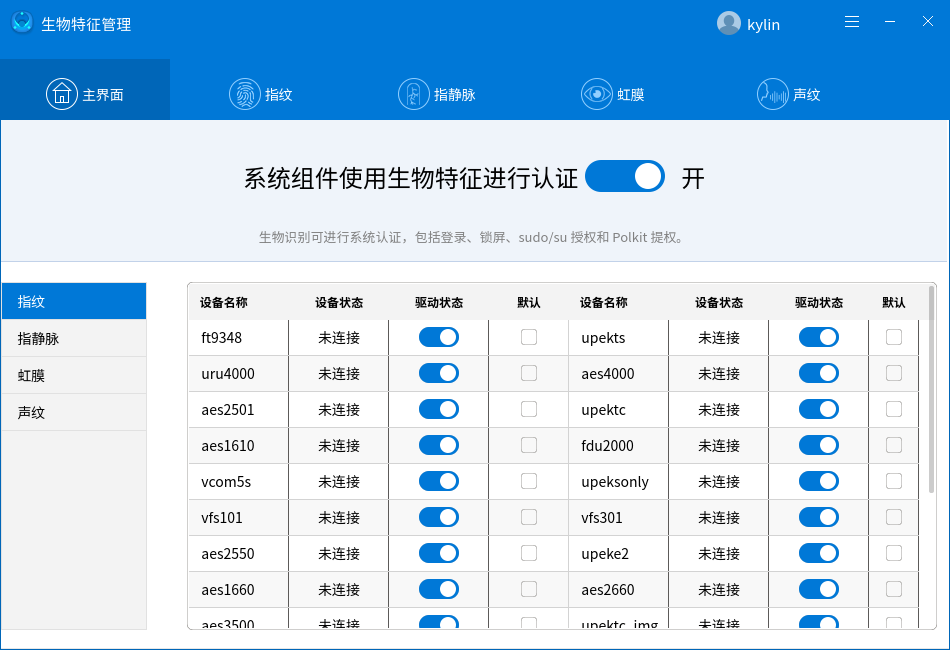 生物特征管理
kylin
主界面 指纹 指静脉 虹膜 声纹
系统组件使用生物特征进行认证 开
生物识别可进行系统认证，包括登录、锁屏、sudo/su 授权和 Polkit 提权。
指纹
指静脉
虹膜
声纹
设备名称 设备状态 驱动状态 默认 设备名称 设备状态 驱动状态 默认
ft9348 未连接 upekts 未连接
uru4000 未连接 aes4000 未连接
aes2501 未连接 upektc 未连接
aes1610 未连接 fdu2000 未连接
vcom5s 未连接 upeksonly 未连接
vfs101 未连接 vfs301 未连接
aes2550 未连接 upeke2 未连接
aes1660 未连接 aes2660 未连接
aes3500 未连接 upektc_img 未连接